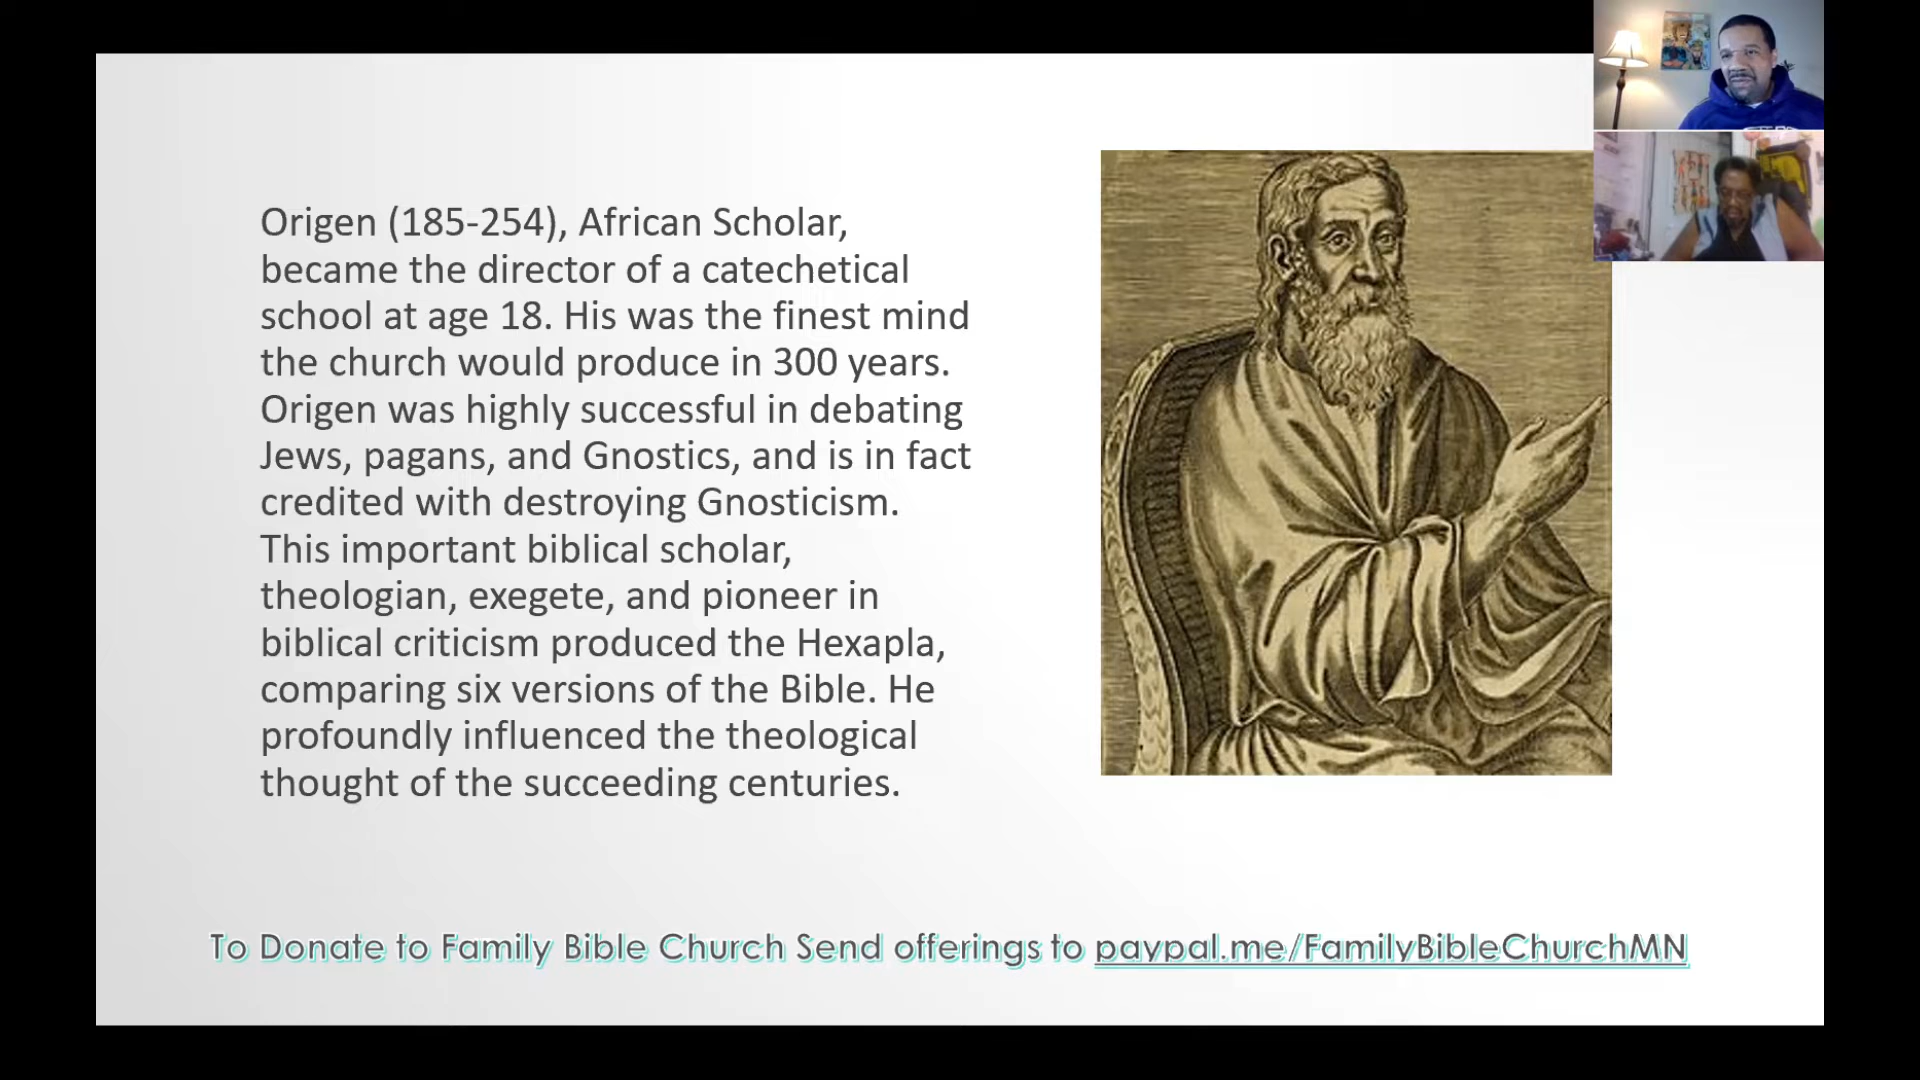 Origen (185-254), African Scholar,
became the director of a catechetical
school at age 18. His was the finest mind
the church would produce in 300 years.
Origen was highly successful in debating
Jews, pagans, and Gnostics, and is in fact
credited with destroying Gnosticism.
This important biblical scholar,
theologian, exegete, and pioneer in
biblical criticism produced the Hexapla,
comparing six versions of the Bible. He
profoundly influenced the theological
thought of the succeeding centuries.
To Donate to Family Bible Church Send offerings to paypal.me/FamilyBibleChurchMN